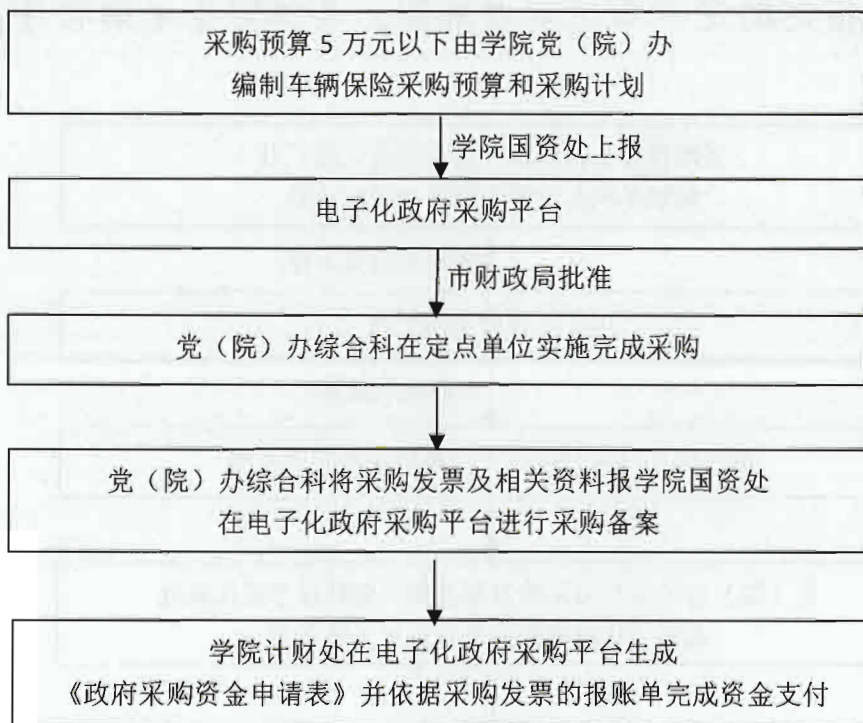 采购预算 5 万元以下由学院党（院）办
编制车辆保险采购预算和采购计划
学院国资处上报
电子化政府采购平台
市财政局批准
党（院）办综合科在定点单位实施完成采购
党（院）办综合科将采购发票及相关资料报学院国资处
在电子化政府采购平台进行采购备案
学院计财处在电子化政府采购平台生成
《政府采购资金申请表》并依据采购发票的报账单完成资金支付